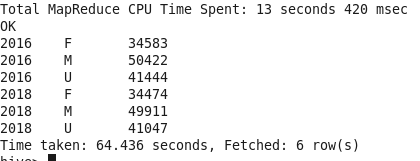 Total MapReduce CPU Time Spent: 13 seconds 420 msec
OK
2016	F	34583
2016	M	50422
2016	U	41444
2018	F	34474
2018	M	49911
2018	U	41047
Time taken: 64.436 seconds, Fetched: 6 row(s)
hive>